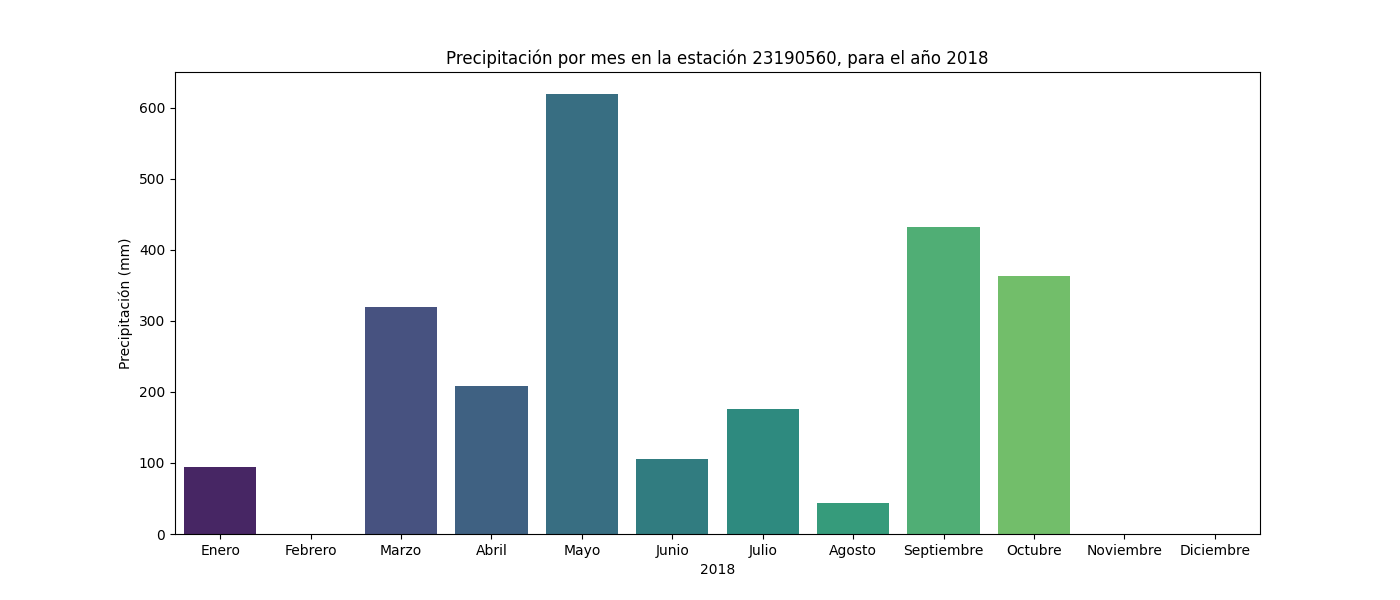 Precipitación por mes en la estación 23190560, para el año 2018
Precipitación (mm)
600
500
400
300
200
100
0
Enero Febrero Marzo Abril Mayo Junio Julio Agosto Septiembre Octubre Noviembre Diciembre
2018